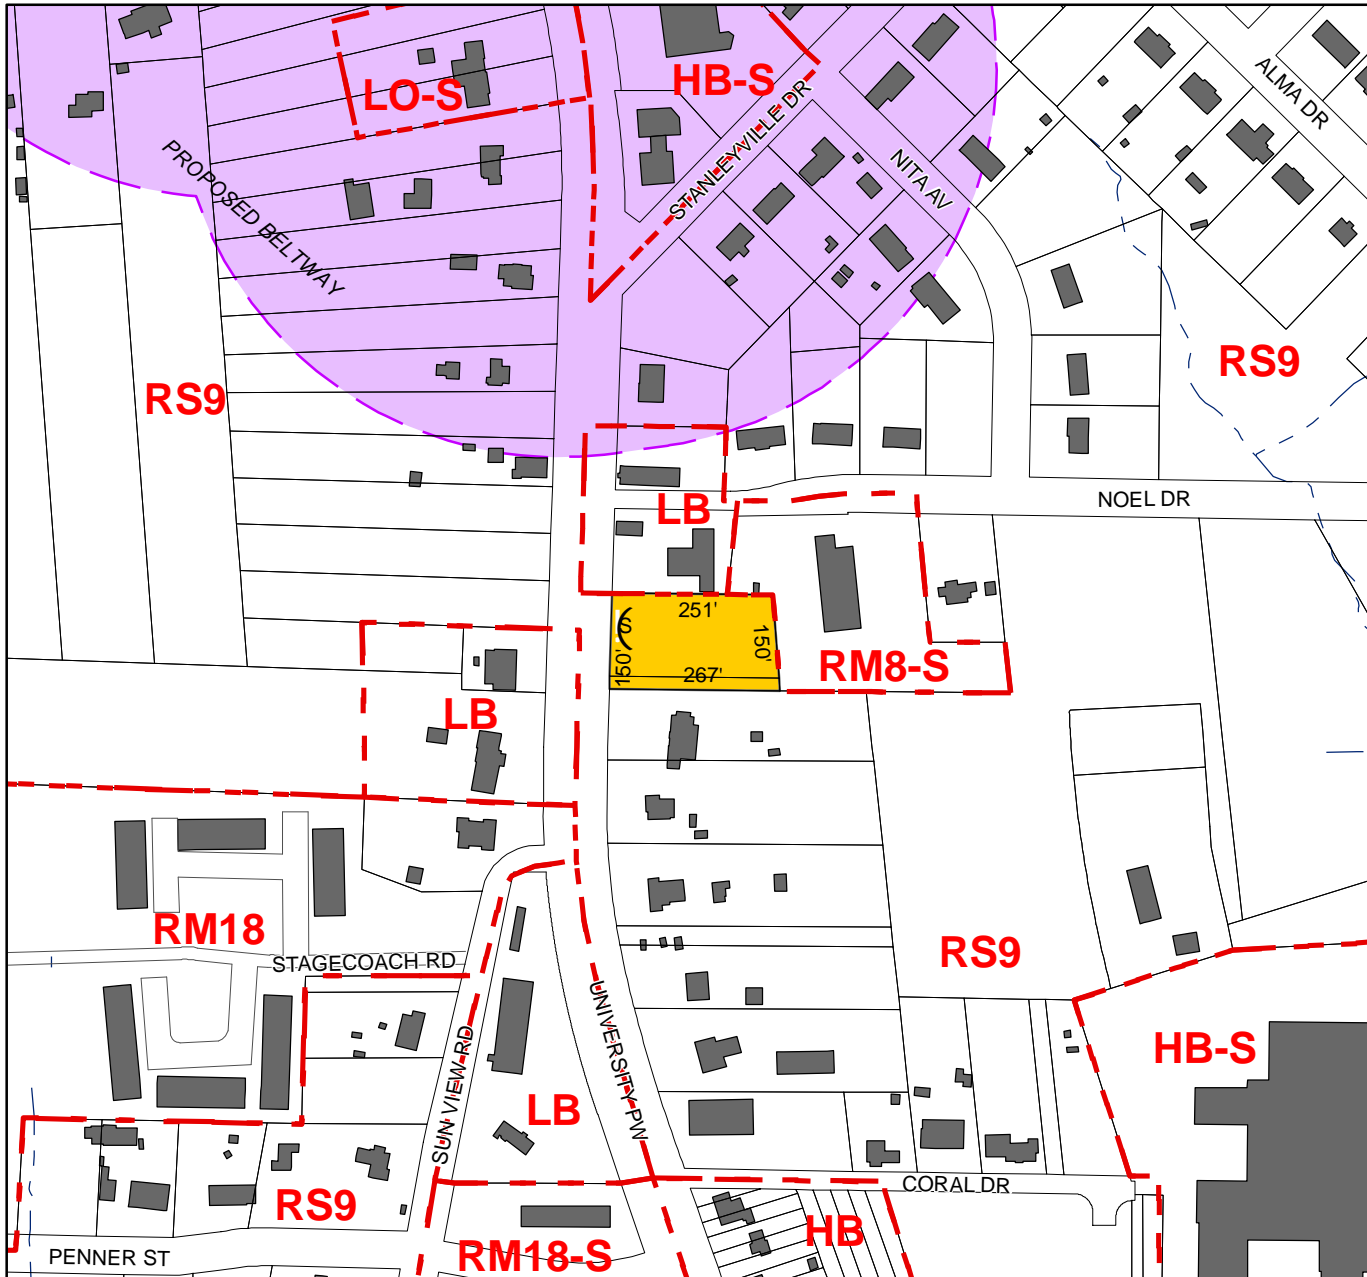 LO-S
HB-S
ALMA DR
STANLEYVILLE DR
NITA AV
PROPOSED BELTWAY
RS9
RS9
LB
NOEL DR
251'
S
150'
150'
267'
RM8-S
LB
RM18
STAGECOACH RD
RS9
UNIVERSITY PW
SUN VIEW RD
HB-S
LB
CORAL DR
RS9
HB
PENNER ST
RM18-S